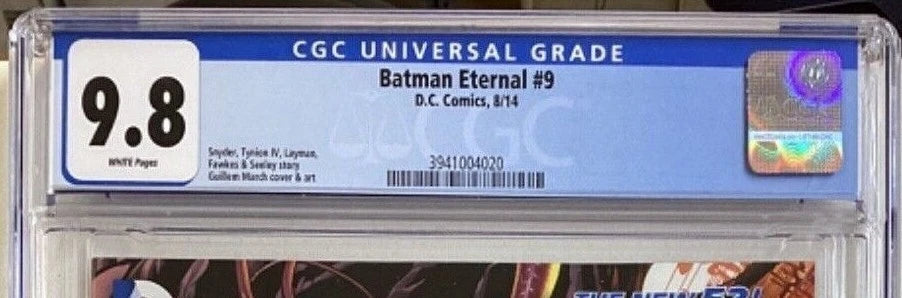 CGC UNIVERSAL GRADE
9.8
WHITE Pages
Batman Eternal #9
D.C. Comics, 8/14
Snyder, Tynion IV, Layman,
Fawkes & Seeley story
Guillem March cover & art
CGC
3941004020
THE NEW 52!